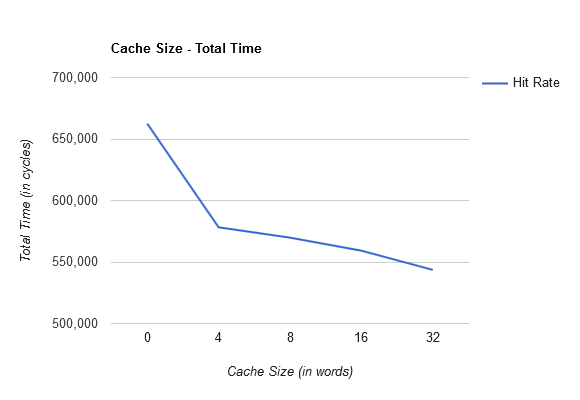 Cache Size - Total Time
700,000
650,000
600,000
550,000
500,000
Total Time (in cycles)
0 4 8 16 32
Cache Size (in words)
Hit Rate